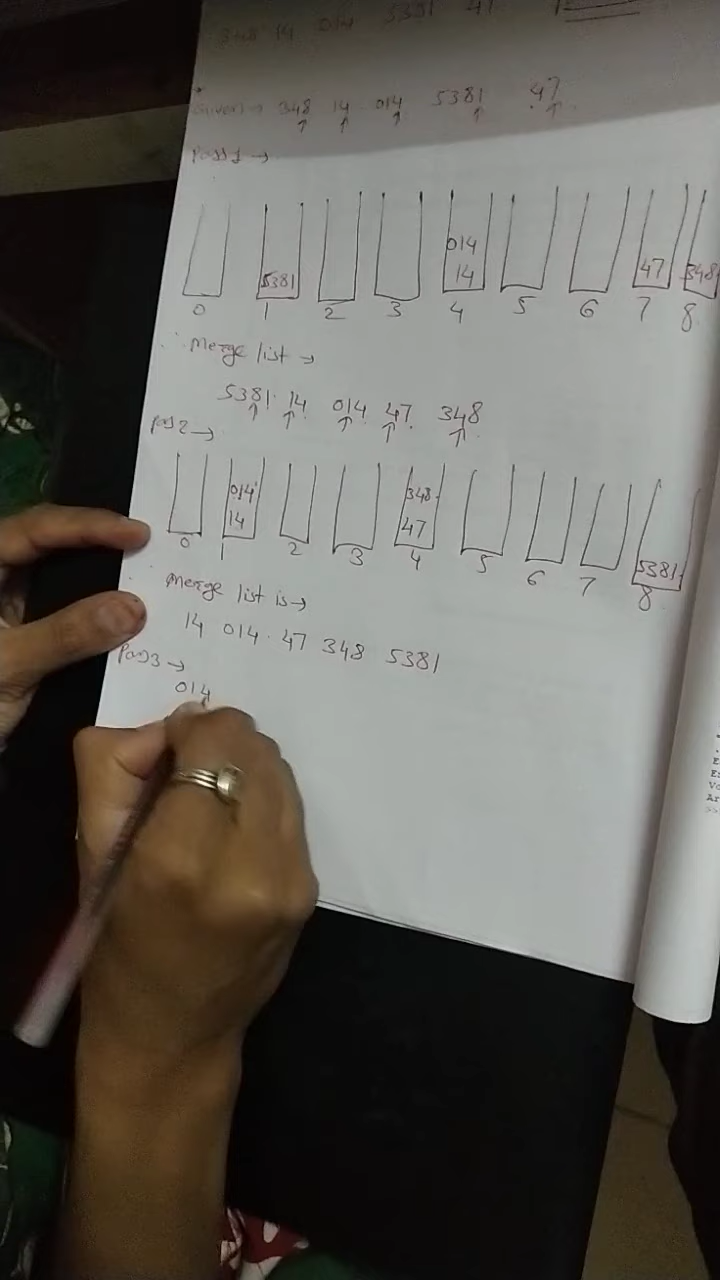 348 14 014 5381 47
Given → 348 14 014 5381 47
Pass 1 →
014
5381 14 47 348
0 1 2 3 4 5 6 7 8
∴ Merge list →
5381 14 014 47 348
Pass 2 →
014 348
14 47 5381
0 1 2 3 4 5 6 7 8
∴ Merge list is →
14 014 47 348 5381
Pass 3 →
014